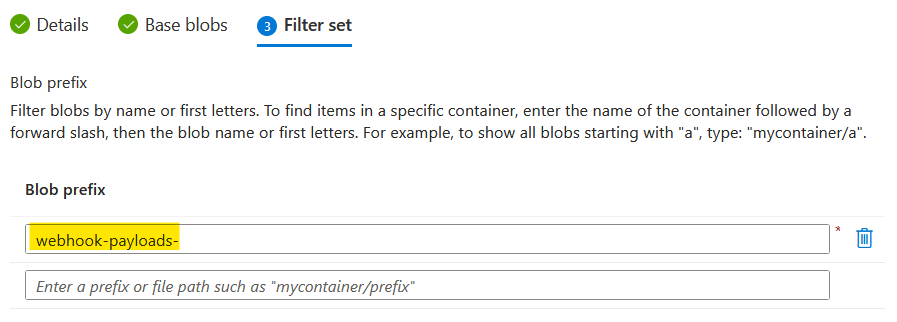 Details Base blobs 3 Filter set
Blob prefix
Filter blobs by name or first letters. To find items in a specific container, enter the name of the container followed by a
forward slash, then the blob name or first letters. For example, to show all blobs starting with "a", type: "mycontainer/a".
Blob prefix
webhook-payloads- *
Enter a prefix or file path such as "mycontainer/prefix"